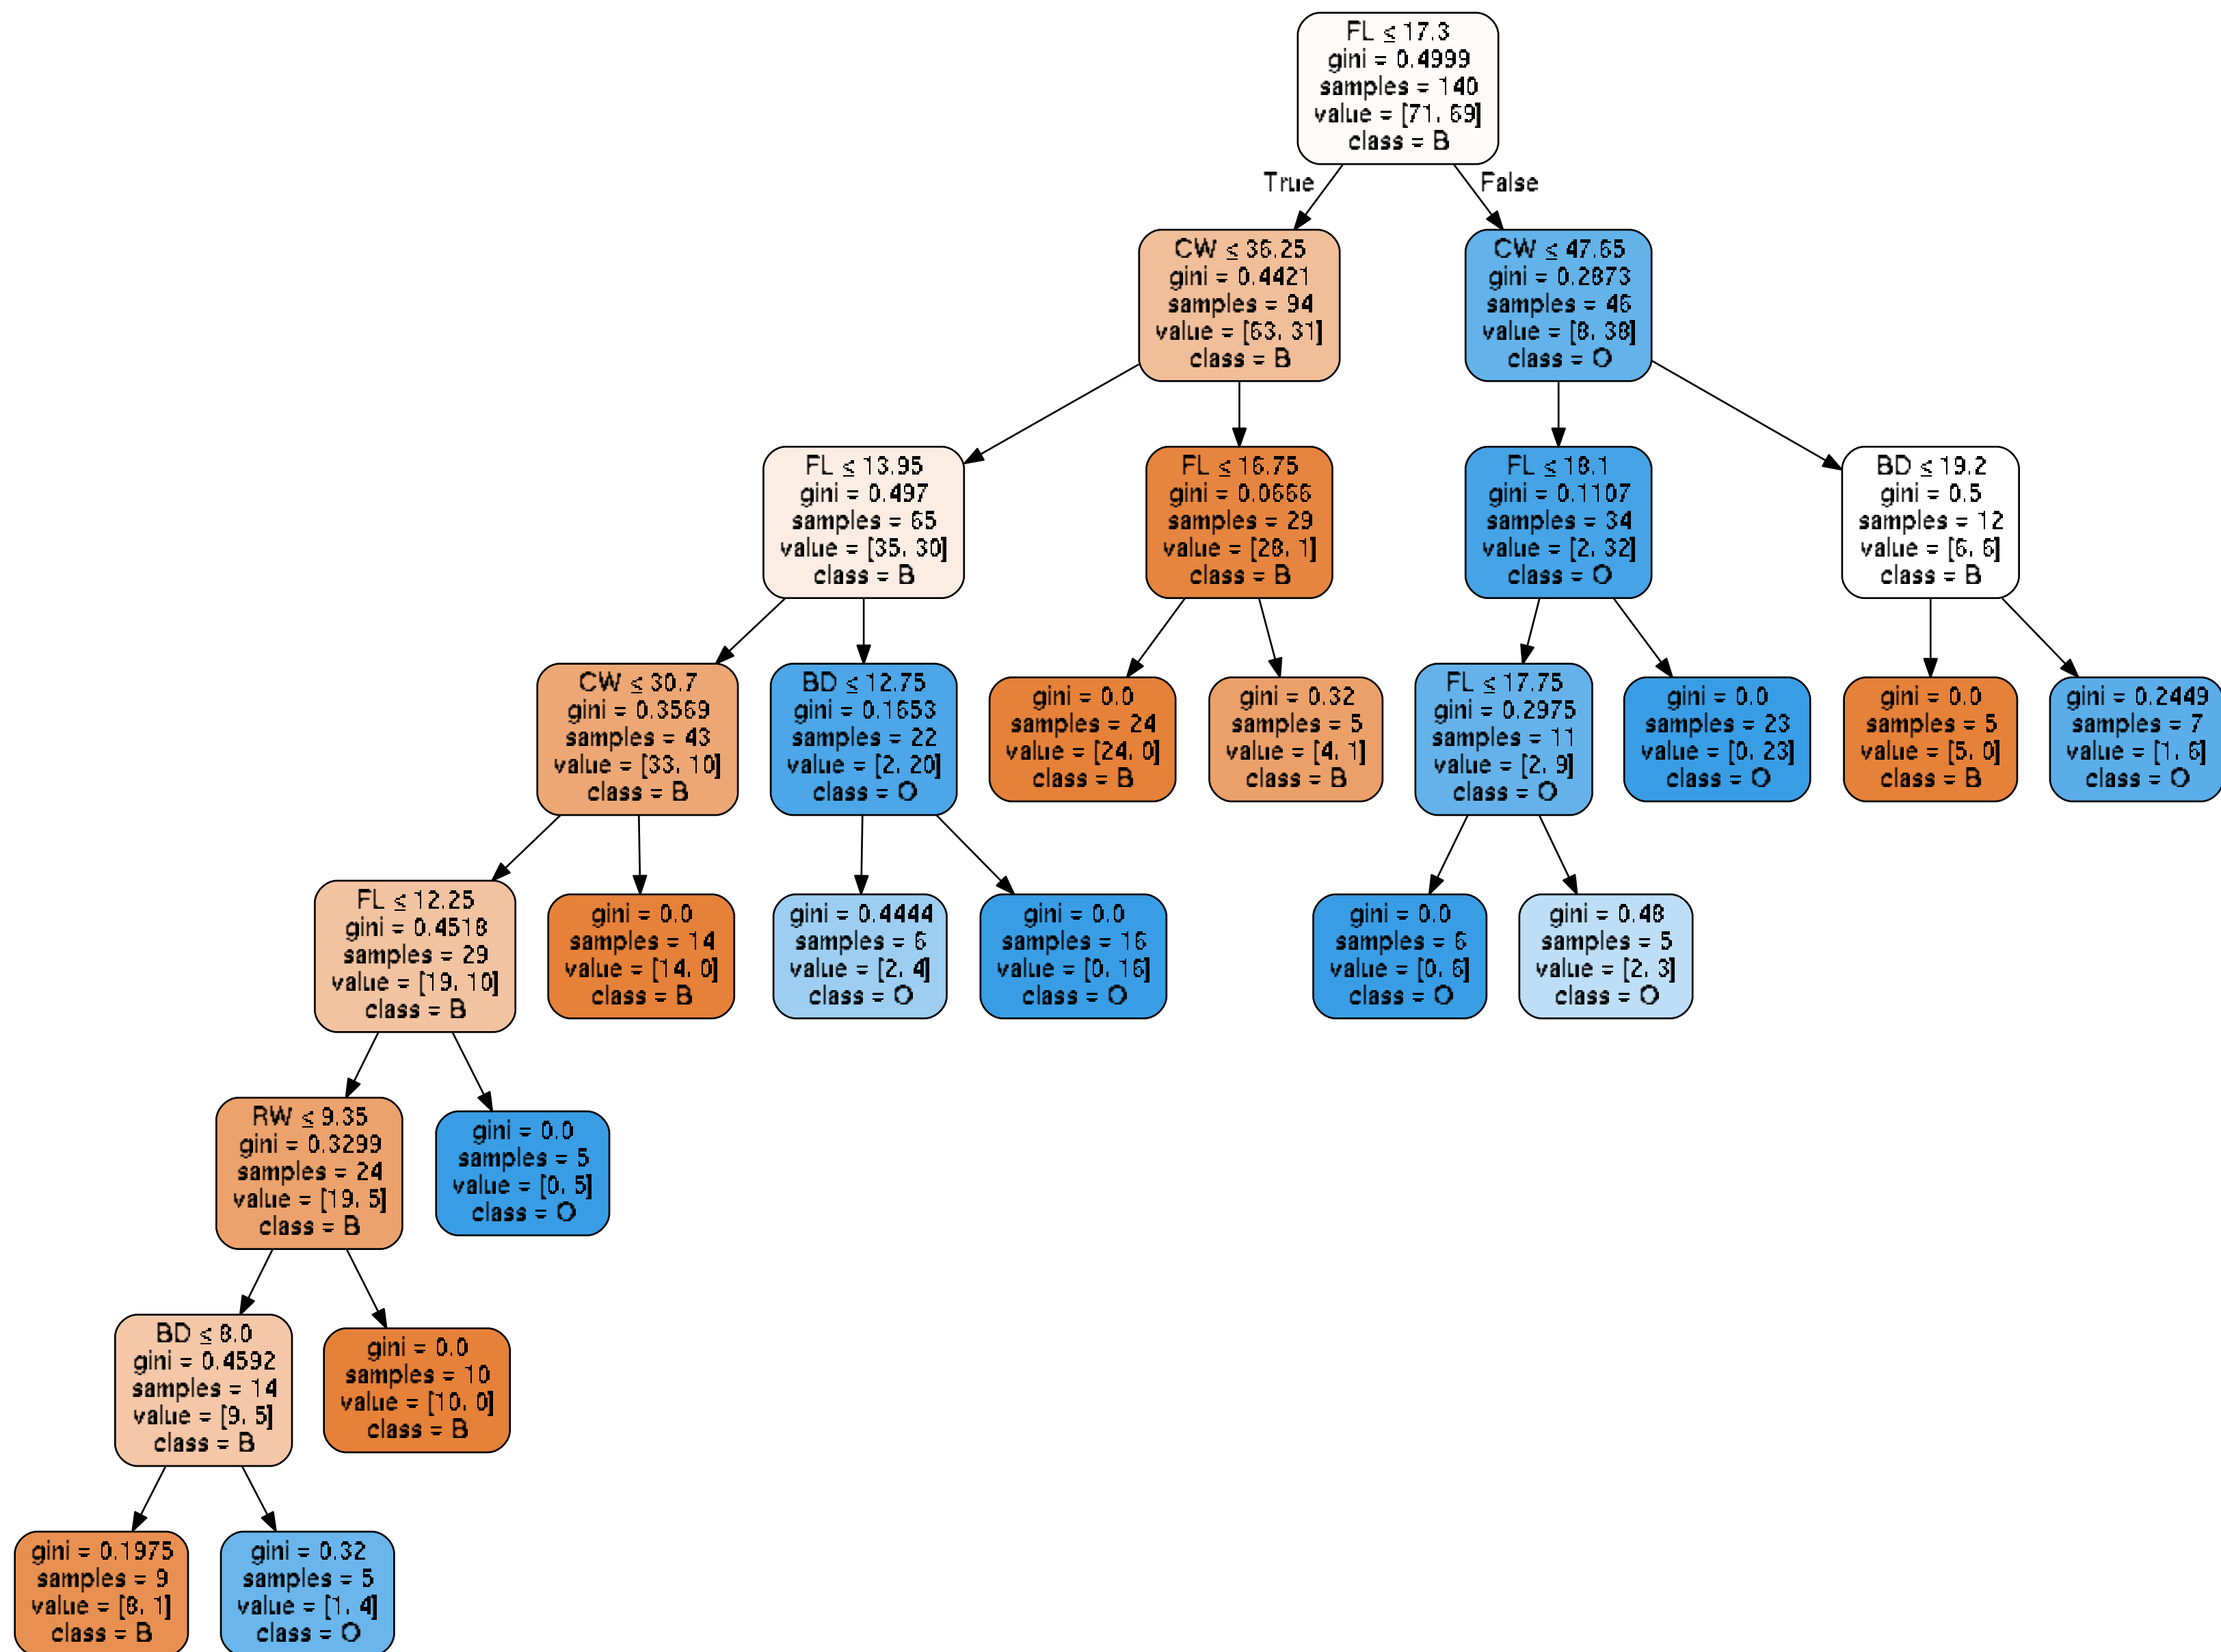 FL ≤ 17.3
gini = 0.4999
samples = 140
value = [71, 69]
class = B
True
False
CW ≤ 36.25
gini = 0.4421
samples = 94
value = [63, 31]
class = B
CW ≤ 47.65
gini = 0.2873
samples = 46
value = [8, 38]
class = O
FL ≤ 13.95
gini = 0.497
samples = 65
value = [35, 30]
class = B
FL ≤ 16.75
gini = 0.0666
samples = 29
value = [28, 1]
class = B
FL ≤ 18.1
gini = 0.1107
samples = 34
value = [2, 32]
class = O
BD ≤ 19.2
gini = 0.5
samples = 12
value = [6, 6]
class = B
CW ≤ 30.7
gini = 0.3569
samples = 43
value = [33, 10]
class = B
BD ≤ 12.75
gini = 0.1653
samples = 22
value = [2, 20]
class = O
gini = 0.0
samples = 24
value = [24, 0]
class = B
gini = 0.32
samples = 5
value = [4, 1]
class = B
FL ≤ 17.75
gini = 0.2975
samples = 11
value = [2, 9]
class = O
gini = 0.0
samples = 23
value = [0, 23]
class = O
gini = 0.0
samples = 5
value = [5, 0]
class = B
gini = 0.2449
samples = 7
value = [1, 6]
class = O
FL ≤ 12.25
gini = 0.4518
samples = 29
value = [19, 10]
class = B
gini = 0.0
samples = 14
value = [14, 0]
class = B
gini = 0.4444
samples = 6
value = [2, 4]
class = O
gini = 0.0
samples = 16
value = [0, 16]
class = O
gini = 0.0
samples = 6
value = [0, 6]
class = O
gini = 0.48
samples = 5
value = [2, 3]
class = O
RW ≤ 9.35
gini = 0.3299
samples = 24
value = [19, 5]
class = B
gini = 0.0
samples = 5
value = [0, 5]
class = O
BD ≤ 8.0
gini = 0.4592
samples = 14
value = [9, 5]
class = B
gini = 0.0
samples = 10
value = [10, 0]
class = B
gini = 0.1975
samples = 9
value = [8, 1]
class = B
gini = 0.32
samples = 5
value = [1, 4]
class = O